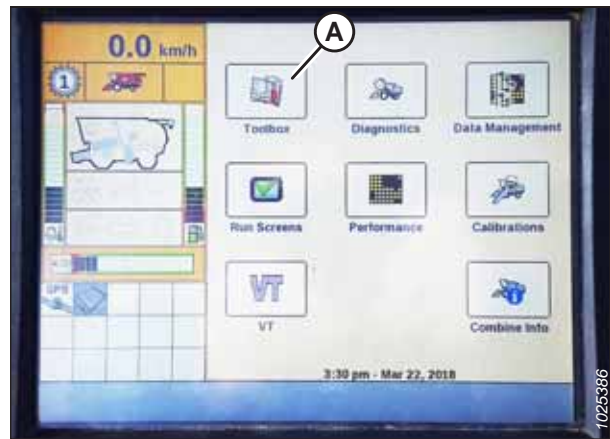 0.0 km/h
A
1
Toolbox
Diagnostics
Data Management
Run Screens
Performance
Calibrations
GPS
VT
VT
Combine Info
3:30 pm - Mar 22, 2018
1025386